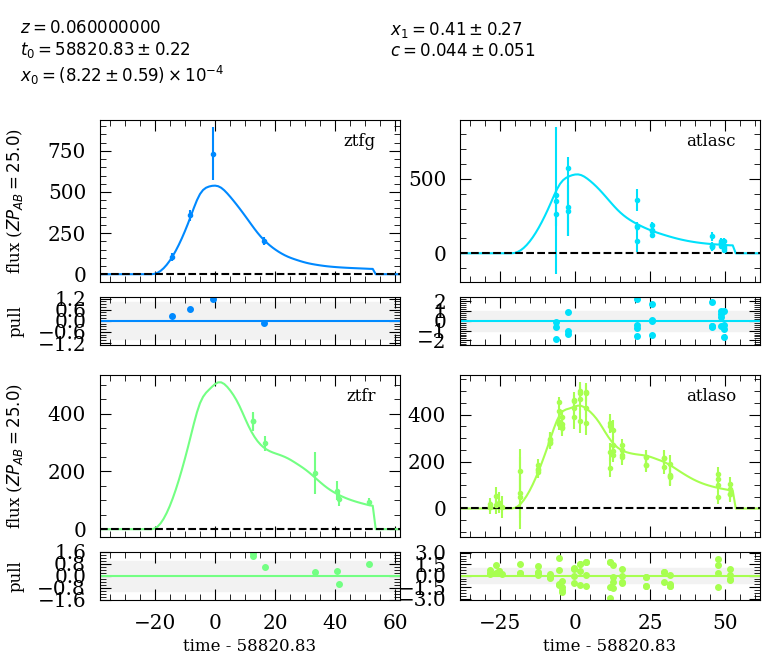 z = 0.060000000
t₀ = 58820.83 ± 0.22
x₀ = (8.22 ± 0.59) × 10⁻⁴
x₁ = 0.41 ± 0.27
c = 0.044 ± 0.051
flux (ZP_AB = 25.0)
750
500
250
0
ztfg
500
0
atlasc
pull
1.2
0.6
0.0
−0.6
−1.2
2
1
0
−1
−2
flux (ZP_AB = 25.0)
400
200
0
ztfr
400
200
0
atlaso
pull
1.6
0.8
0.0
−0.8
−1.6
3.0
1.5
0.0
−1.5
−3.0
−20 0 20 40 60
time - 58820.83
−25 0 25 50
time - 58820.83